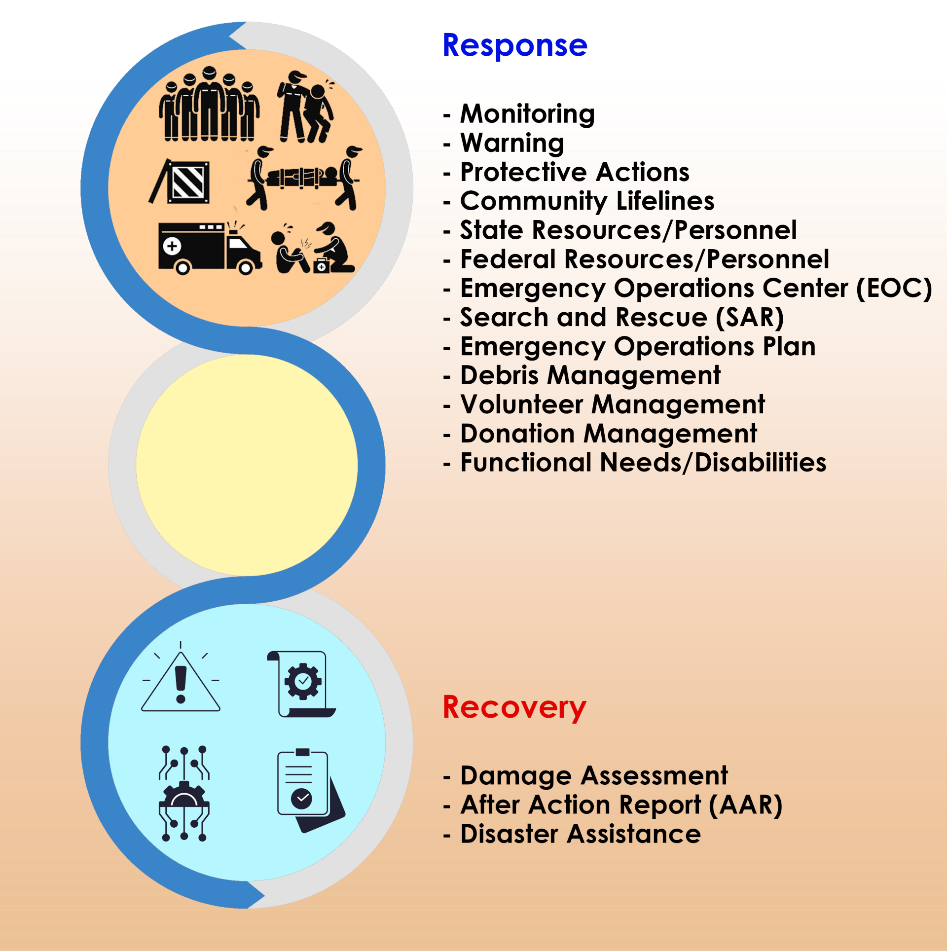 Response
- Monitoring
- Warning
- Protective Actions
- Community Lifelines
- State Resources/Personnel
- Federal Resources/Personnel
- Emergency Operations Center (EOC)
- Search and Rescue (SAR)
- Emergency Operations Plan
- Debris Management
- Volunteer Management
- Donation Management
- Functional Needs/Disabilities
Recovery
- Damage Assessment
- After Action Report (AAR)
- Disaster Assistance